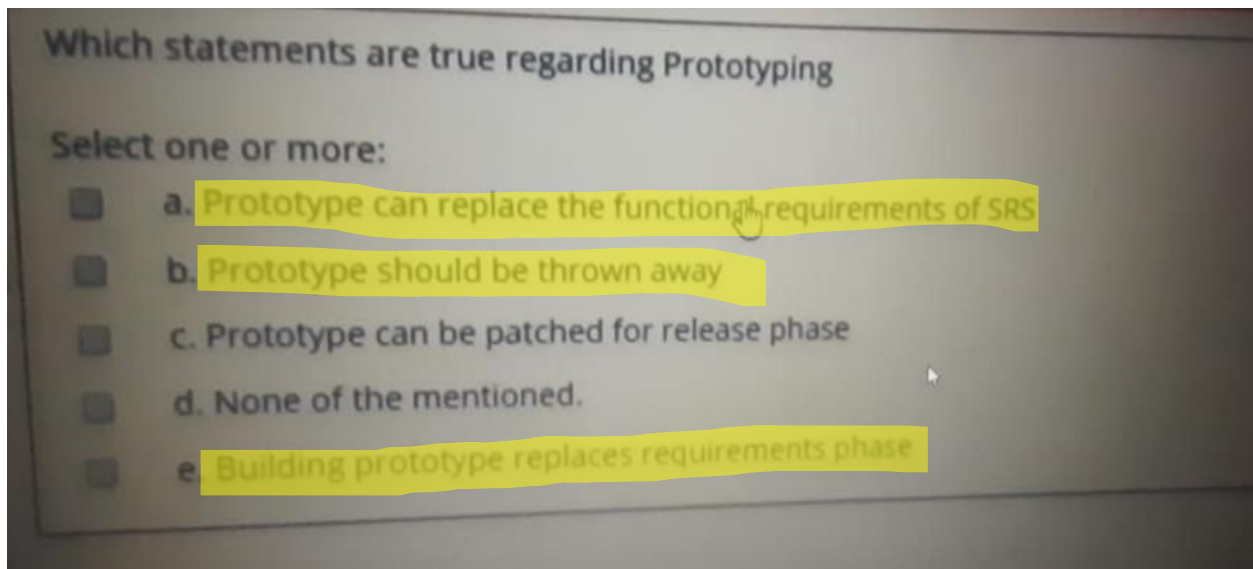 Which statements are true regarding Prototyping
Select one or more:
a. Prototype can replace the functional requirements of SRS
b. Prototype should be thrown away
c. Prototype can be patched for release phase
d. None of the mentioned.
e. Building prototype replaces requirements phase